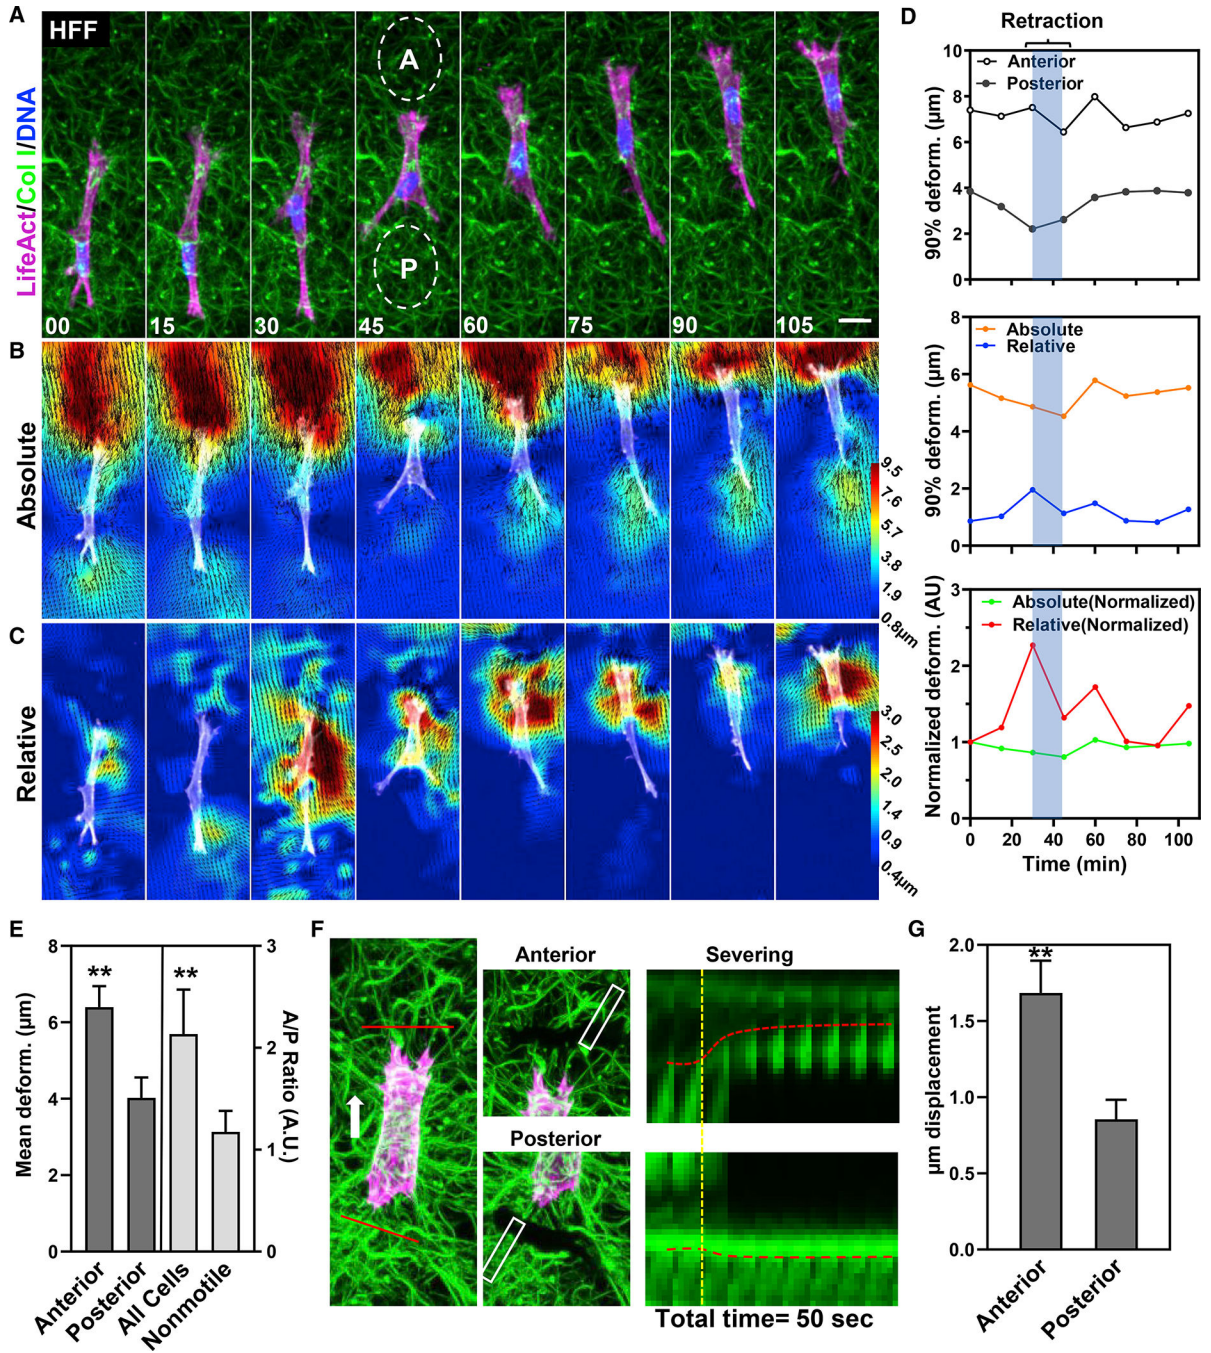 A
HFF
LifeAct/Col I/DNA
A
P
00
15
30
45
60
75
90
105
B
Absolute
9.5
7.6
5.7
3.8
1.9
0.8µm
C
Relative
3.0
2.5
2.0
1.4
0.9
0.4µm
D
Retraction
Anterior
Posterior
90% deform. (µm)
10
8
6
4
2
0
Absolute
Relative
90% deform. (µm)
8
6
4
2
0
Absolute(Normalized)
Relative(Normalized)
Normalized deform. (AU)
3
2
1
0
0 20 40 60 80 100
Time (min)
E
Mean deform. (µm)
8
6
4
2
0
** **
3
2
1
0
A/P Ratio (A.U.)
Anterior
Posterior
All Cells
Nonmotile
F
Anterior
Severing
Posterior
Total time= 50 sec
G
µm displacement
2.0
1.5
1.0
0.5
0.0
**
Anterior
Posterior